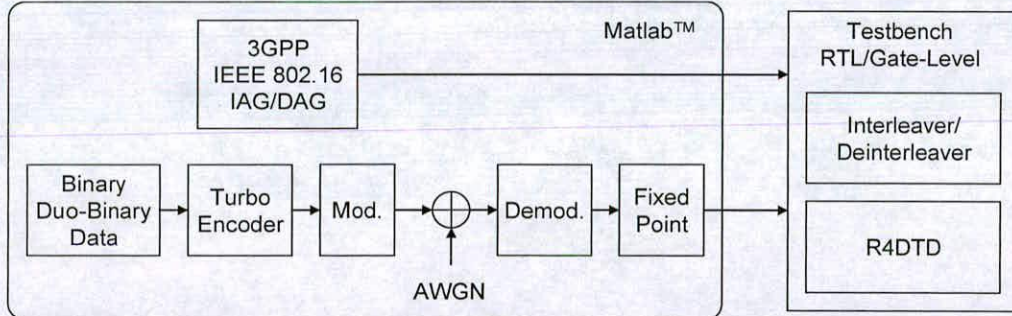 Matlab™
3GPP
IEEE 802.16
IAG/DAG
Testbench
RTL/Gate-Level
Interleaver/
Deinterleaver
Binary
Duo-Binary
Data
Turbo
Encoder
Mod.
Demod.
Fixed
Point
AWGN
R4DTD